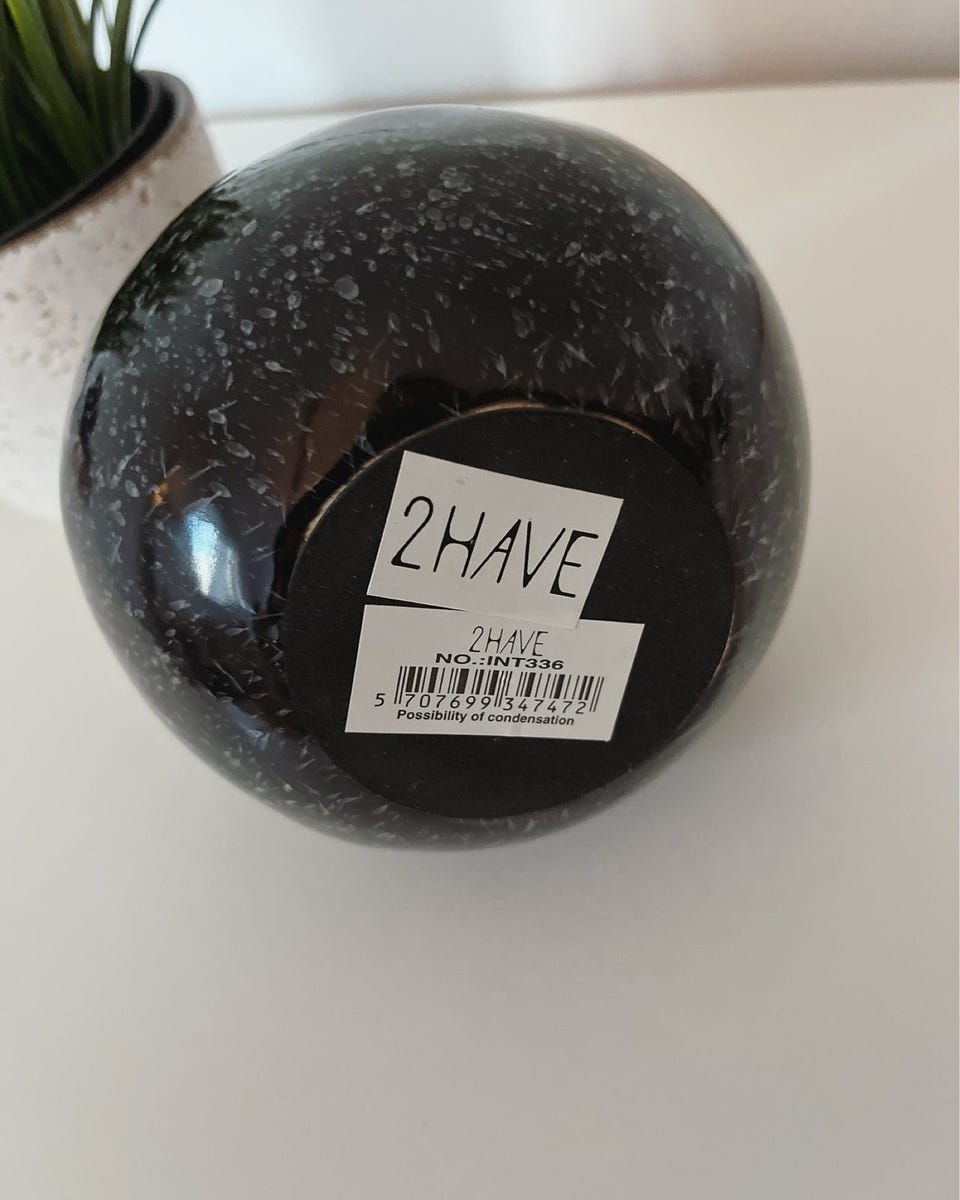 2HAVE
2HAVE
NO.:INT336
5 707699 347472
Possibility of condensation